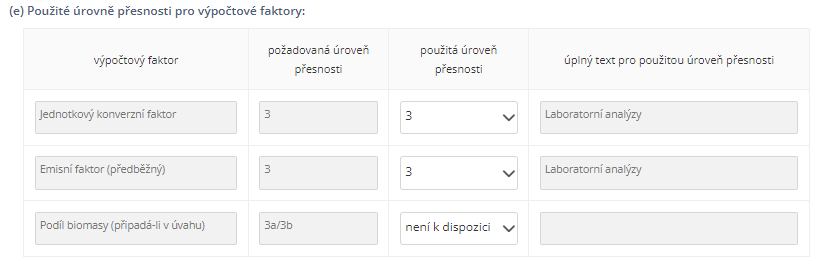 (e) Použité úrovně přesnosti pro výpočtové faktory:
výpočtový faktor
požadovaná úroveň přesnosti
použitá úroveň přesnosti
úplný text pro použitou úroveň přesnosti
Jednotkový konverzní faktor
3
3
Laboratorní analýzy
Emisní faktor (předběžný)
3
3
Laboratorní analýzy
Podíl biomasy (připadá-li v úvahu)
3a/3b
není k dispozici